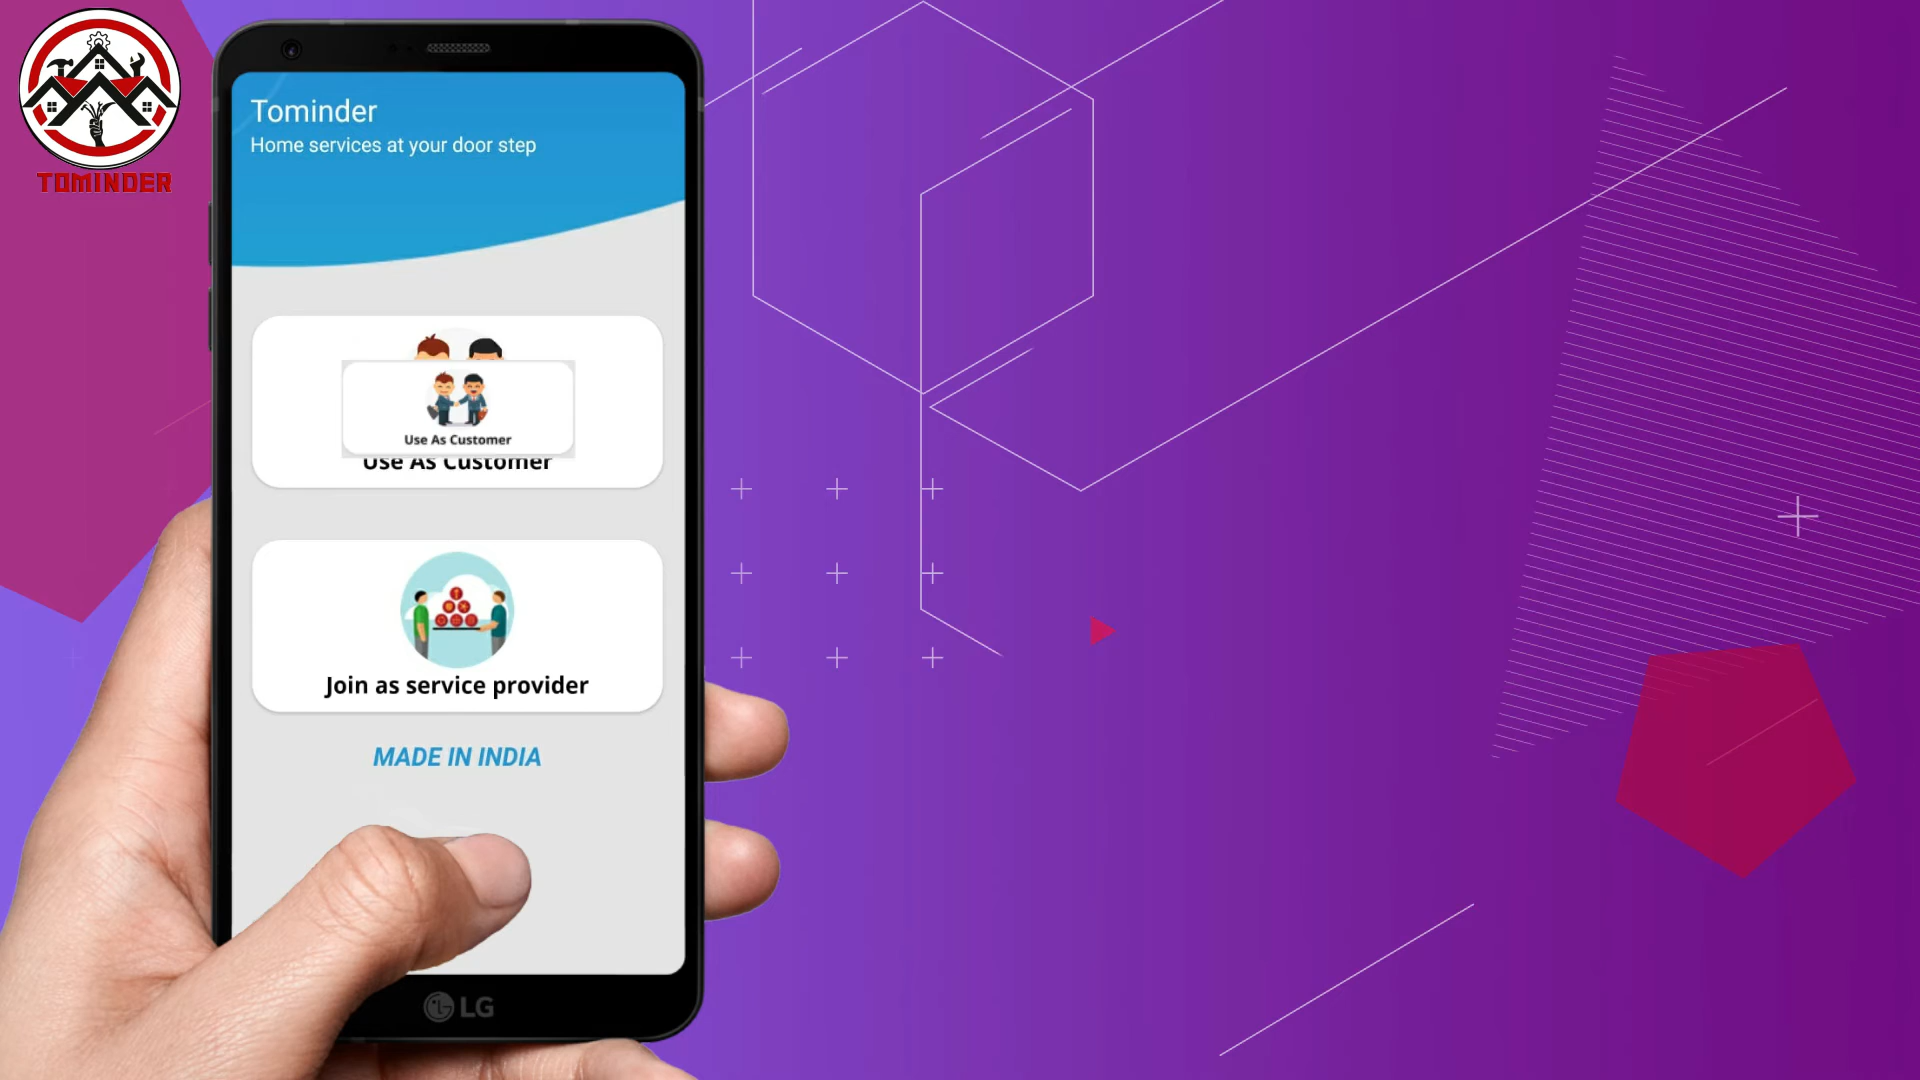 TOMINDER
Tominder
Home services at your door step
Use As Customer
Use As Customer
Join as service provider
MADE IN INDIA
LG